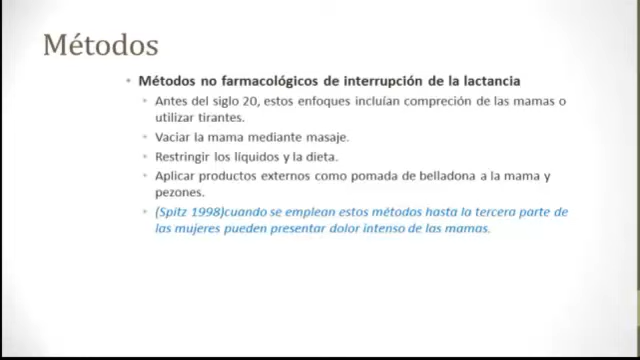 Métodos
Métodos no farmacológicos de interrupción de la lactancia
Antes del siglo 20, estos enfoques incluían compreción de las mamas o
utilizar tirantes.
Vaciar la mama mediante masaje.
Restringir los líquidos y la dieta.
Aplicar productos externos como pomada de belladona a la mama y
pezones.
(Spitz 1998)cuando se emplean estos métodos hasta la tercera parte de
las mujeres pueden presentar dolor intenso de las mamas.